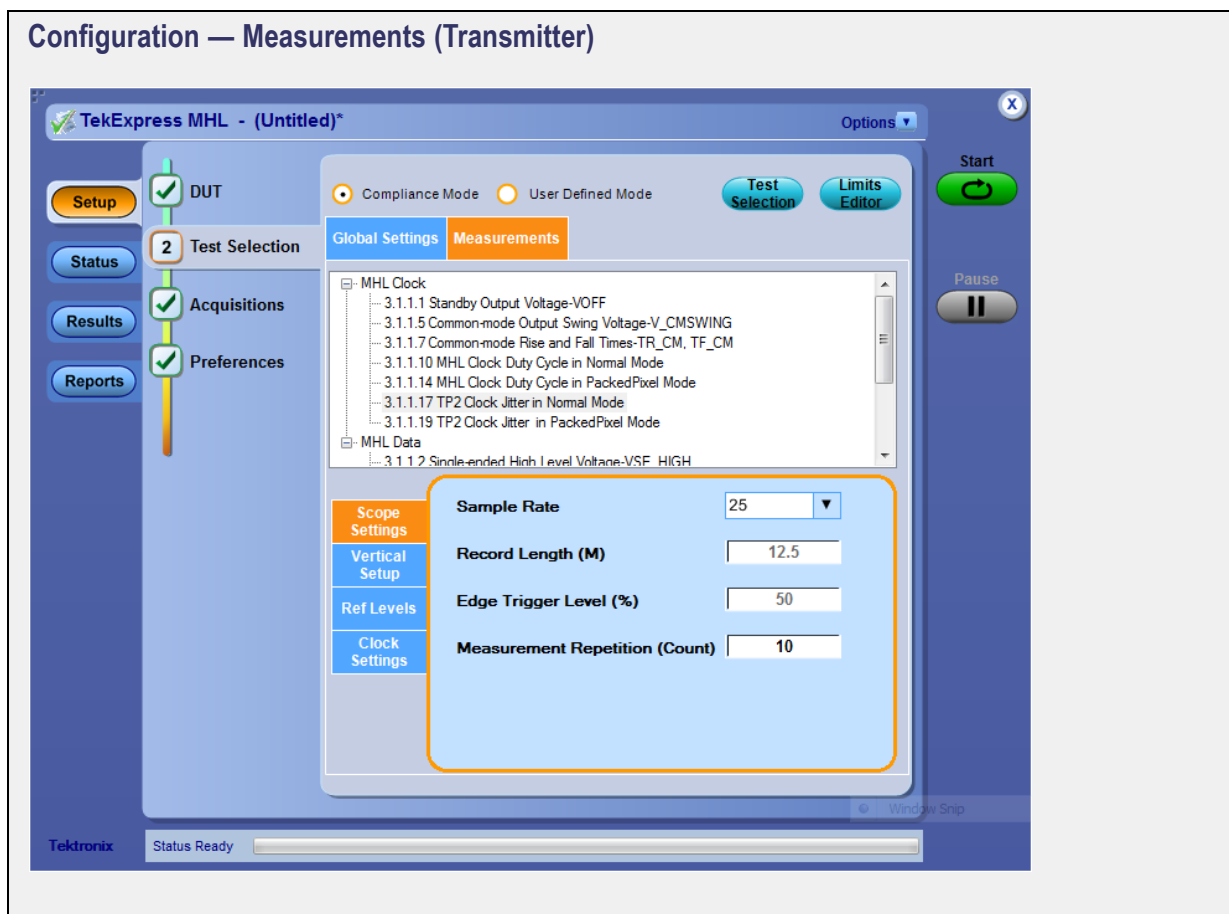 Configuration — Measurements (Transmitter)
TekExpress MHL - (Untitled)*
Options
X
Setup
Status
Results
Reports
DUT
2 Test Selection
Acquisitions
Preferences
Compliance Mode
User Defined Mode
Test Selection
Limits Editor
Start
Pause
Global Settings
Measurements
MHL Clock
3.1.1.1 Standby Output Voltage-VOFF
3.1.1.5 Common-mode Output Swing Voltage-V_CMSWING
3.1.1.7 Common-mode Rise and Fall Times-TR_CM, TF_CM
3.1.1.10 MHL Clock Duty Cycle in Normal Mode
3.1.1.14 MHL Clock Duty Cycle in PackedPixel Mode
3.1.1.17 TP2 Clock Jitter in Normal Mode
3.1.1.19 TP2 Clock Jitter in PackedPixel Mode
MHL Data
3.1.1.2 Single-ended High Level Voltage-VSE_HIGH
Scope Settings
Vertical Setup
Ref Levels
Clock Settings
Sample Rate 25
Record Length (M) 12.5
Edge Trigger Level (%) 50
Measurement Repetition (Count) 10
Window Snip
Tektronix
Status Ready